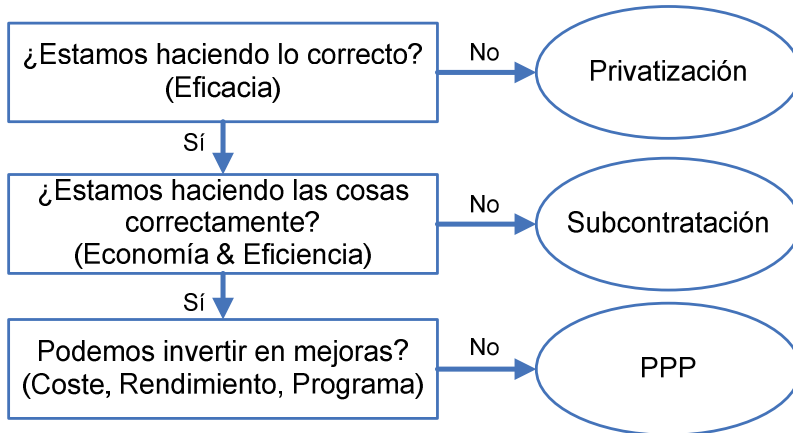 ¿Estamos haciendo lo correcto?
(Eficacia)
No
Privatización
Sí
¿Estamos haciendo las cosas
correctamente?
(Economía & Eficiencia)
No
Subcontratación
Sí
Podemos invertir en mejoras?
(Coste, Rendimiento, Programa)
No
PPP